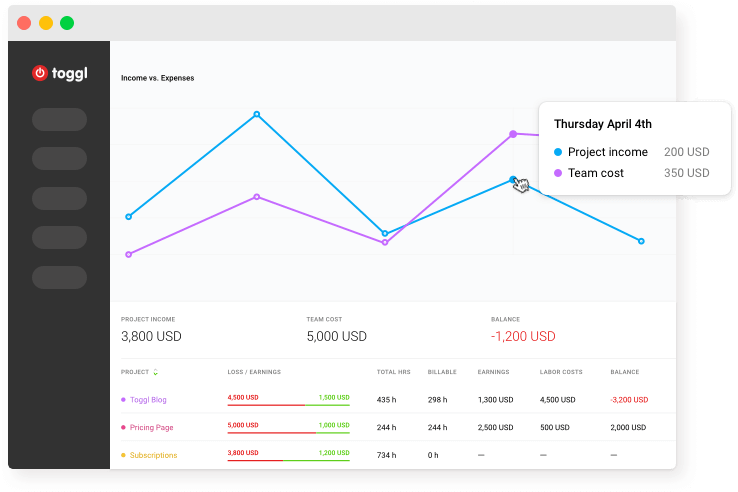 toggl
Income vs. Expenses
Thursday April 4th
Project income 200 USD
Team cost 350 USD
PROJECT INCOME TEAM COST BALANCE
3,800 USD 5,000 USD -1,200 USD
PROJECT LOSS / EARNINGS TOTAL HRS BILLABLE EARNINGS LABOR COSTS BALANCE
Toggl Blog 4,500 USD 1,500 USD 435 h 298 h 1,300 USD 4,500 USD -3,200 USD
Pricing Page 5,000 USD 1,000 USD 244 h 244 h 2,500 USD 500 USD 2,000 USD
Subscriptions 3,800 USD 1,200 USD 734 h 0 h — — —